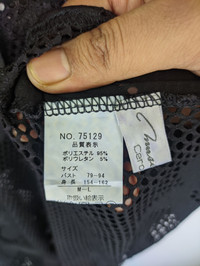 NO. 75129
品質表示
ポリエステル 95%
ポリウレタン 5%
サイズ
バスト 79-94
身長 154-162
M-L